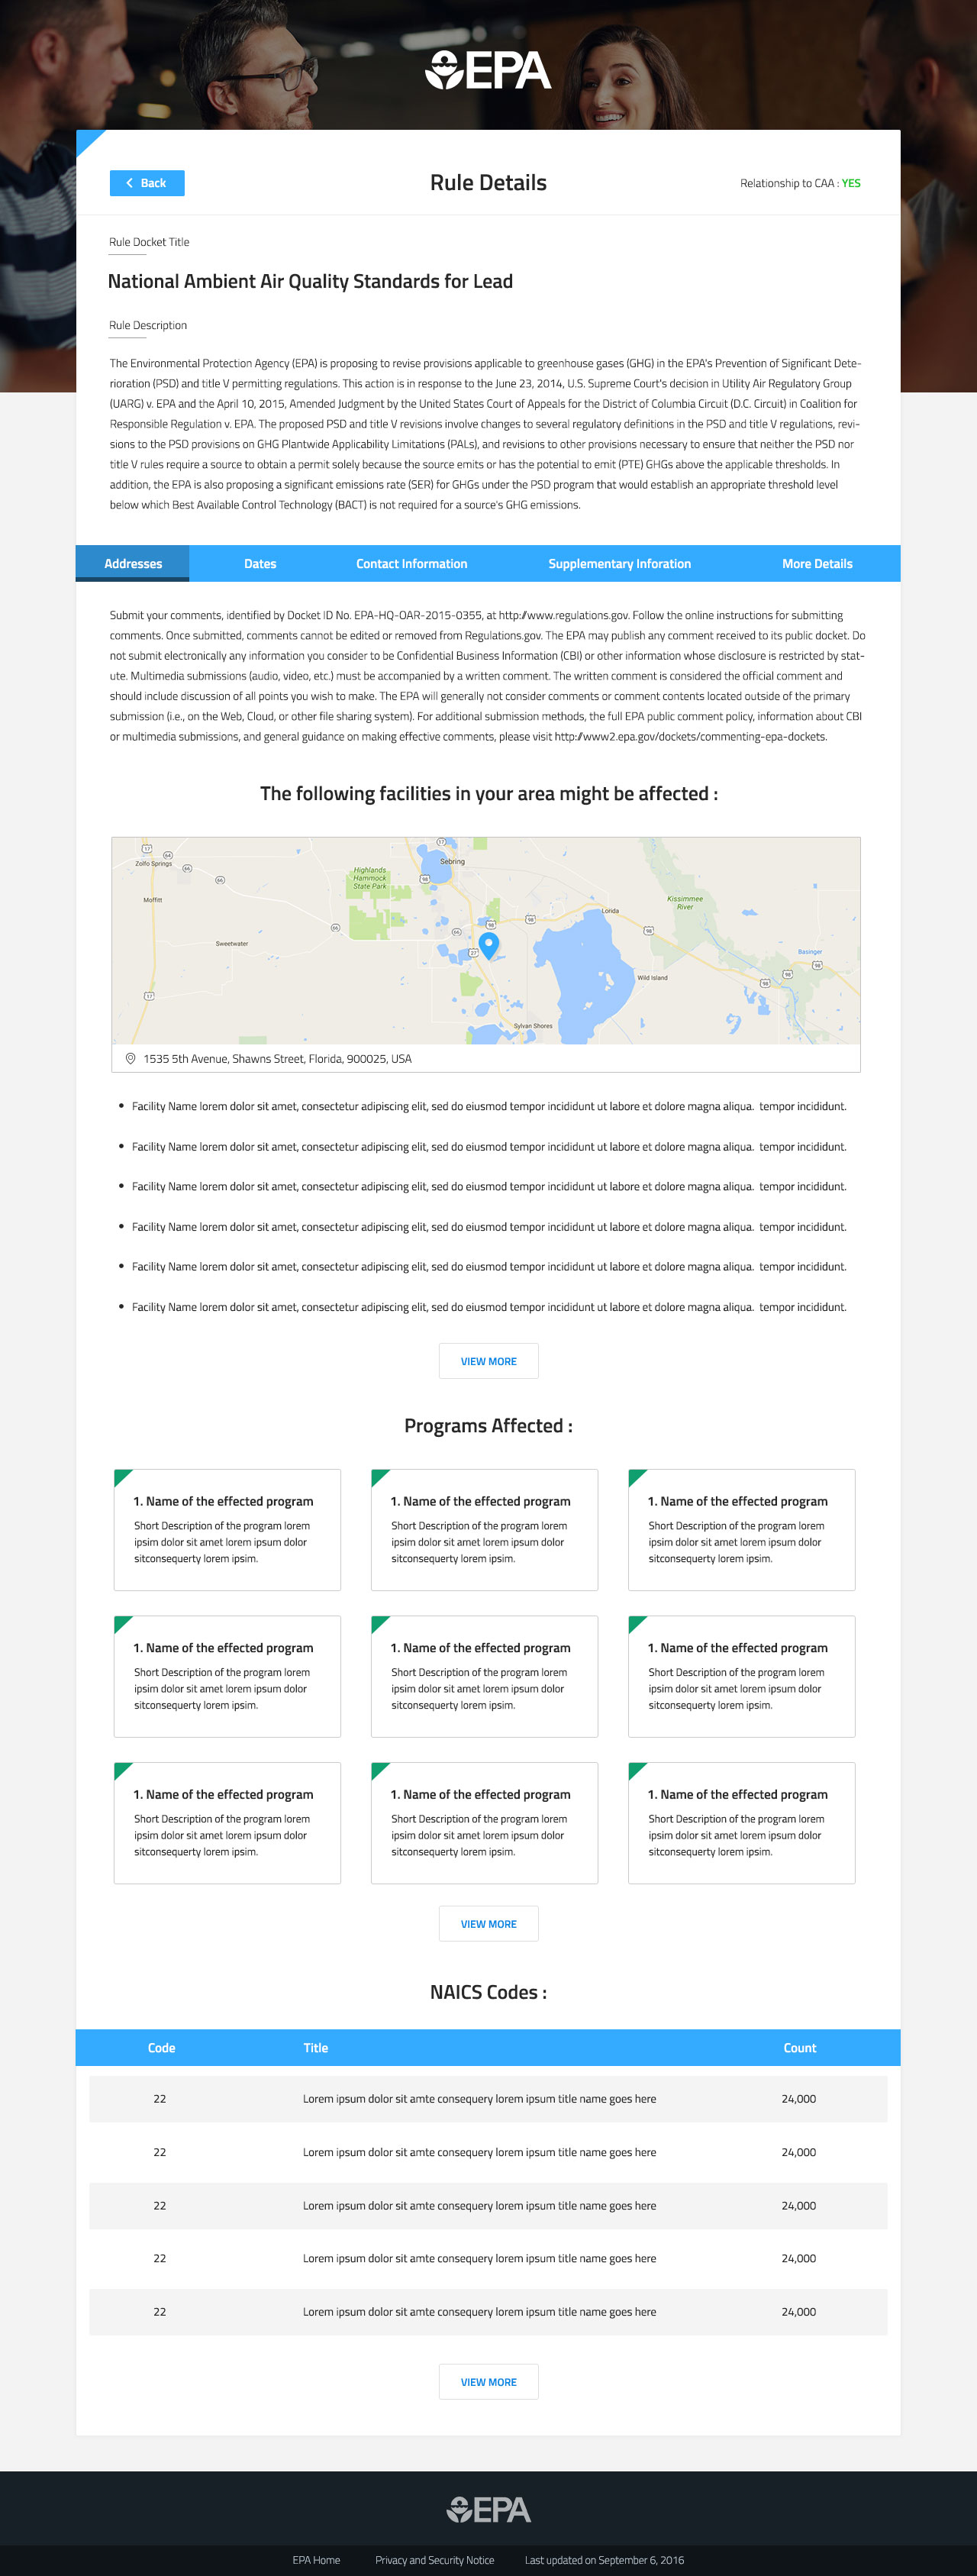 EPA
Back
Rule Details
Relationship to CAA : YES
Rule Docket Title
National Ambient Air Quality Standards for Lead
Rule Description
The Environmental Protection Agency (EPA) is proposing to revise provisions applicable to greenhouse gases (GHG) in the EPA's Prevention of Significant Dete-
rioration (PSD) and title V permitting regulations. This action is in response to the June 23, 2014, U.S. Supreme Court's decision in Utility Air Regulatory Group
(UARG) v. EPA and the April 10, 2015, Amended Judgment by the United States Court of Appeals for the District of Columbia Circuit (D.C. Circuit) in Coalition for
Responsible Regulation v. EPA. The proposed PSD and title V revisions involve changes to several regulatory definitions in the PSD and title V regulations, revi-
sions to the PSD provisions on GHG Plantwide Applicability Limitations (PALs), and revisions to other provisions necessary to ensure that neither the PSD nor
title V rules require a source to obtain a permit solely because the source emits or has the potential to emit (PTE) GHGs above the applicable thresholds. In
addition, the EPA is also proposing a significant emissions rate (SER) for GHGs under the PSD program that would establish an appropriate threshold level
below which Best Available Control Technology (BACT) is not required for a source's GHG emissions.
Addresses
Dates
Contact Information
Supplementary Inforation
More Details
Submit your comments, identified by Docket ID No. EPA-HQ-OAR-2015-0355, at http://www.regulations.gov. Follow the online instructions for submitting
comments. Once submitted, comments cannot be edited or removed from Regulations.gov. The EPA may publish any comment received to its public docket. Do
not submit electronically any information you consider to be Confidential Business Information (CBI) or other information whose disclosure is restricted by stat-
ute. Multimedia submissions (audio, video, etc.) must be accompanied by a written comment. The written comment is considered the official comment and
should include discussion of all points you wish to make. The EPA will generally not consider comments or comment contents located outside of the primary
submission (i.e., on the Web, Cloud, or other file sharing system). For additional submission methods, the full EPA public comment policy, information about CBI
or multimedia submissions, and general guidance on making effective comments, please visit http://www2.epa.gov/dockets/commenting-epa-dockets.
The following facilities in your area might be affected :
17
64
17
Zolfo Springs
66
Sebring
Highlands
Hammock
State Park
66
98
Moffitt
Kissimmee
River
Lorida
98
98
66
66
98
Sweetwater
27
Basinger
98
98
Wild Island
98
17
Sylvan Shores
1535 5th Avenue, Shawns Street, Florida, 900025, USA
Facility Name lorem dolor sit amet, consectetur adipiscing elit, sed do eiusmod tempor incididunt ut labore et dolore magna aliqua. tempor incididunt.
Facility Name lorem dolor sit amet, consectetur adipiscing elit, sed do eiusmod tempor incididunt ut labore et dolore magna aliqua. tempor incididunt.
Facility Name lorem dolor sit amet, consectetur adipiscing elit, sed do eiusmod tempor incididunt ut labore et dolore magna aliqua. tempor incididunt.
Facility Name lorem dolor sit amet, consectetur adipiscing elit, sed do eiusmod tempor incididunt ut labore et dolore magna aliqua. tempor incididunt.
Facility Name lorem dolor sit amet, consectetur adipiscing elit, sed do eiusmod tempor incididunt ut labore et dolore magna aliqua. tempor incididunt.
Facility Name lorem dolor sit amet, consectetur adipiscing elit, sed do eiusmod tempor incididunt ut labore et dolore magna aliqua. tempor incididunt.
VIEW MORE
Programs Affected :
1. Name of the effected program
Short Description of the program lorem
ipsim dolor sit amet lorem ipsum dolor
sitconsequerty lorem ipsim.
1. Name of the effected program
Short Description of the program lorem
ipsim dolor sit amet lorem ipsum dolor
sitconsequerty lorem ipsim.
1. Name of the effected program
Short Description of the program lorem
ipsim dolor sit amet lorem ipsum dolor
sitconsequerty lorem ipsim.
1. Name of the effected program
Short Description of the program lorem
ipsim dolor sit amet lorem ipsum dolor
sitconsequerty lorem ipsim.
1. Name of the effected program
Short Description of the program lorem
ipsim dolor sit amet lorem ipsum dolor
sitconsequerty lorem ipsim.
1. Name of the effected program
Short Description of the program lorem
ipsim dolor sit amet lorem ipsum dolor
sitconsequerty lorem ipsim.
1. Name of the effected program
Short Description of the program lorem
ipsim dolor sit amet lorem ipsum dolor
sitconsequerty lorem ipsim.
1. Name of the effected program
Short Description of the program lorem
ipsim dolor sit amet lorem ipsum dolor
sitconsequerty lorem ipsim.
1. Name of the effected program
Short Description of the program lorem
ipsim dolor sit amet lorem ipsum dolor
sitconsequerty lorem ipsim.
VIEW MORE
NAICS Codes :
Code Title Count
22 Lorem ipsum dolor sit amte consequery lorem ipsum title name goes here 24,000
22 Lorem ipsum dolor sit amte consequery lorem ipsum title name goes here 24,000
22 Lorem ipsum dolor sit amte consequery lorem ipsum title name goes here 24,000
22 Lorem ipsum dolor sit amte consequery lorem ipsum title name goes here 24,000
22 Lorem ipsum dolor sit amte consequery lorem ipsum title name goes here 24,000
VIEW MORE
EPA
EPA Home
Privacy and Security Notice
Last updated on September 6, 2016